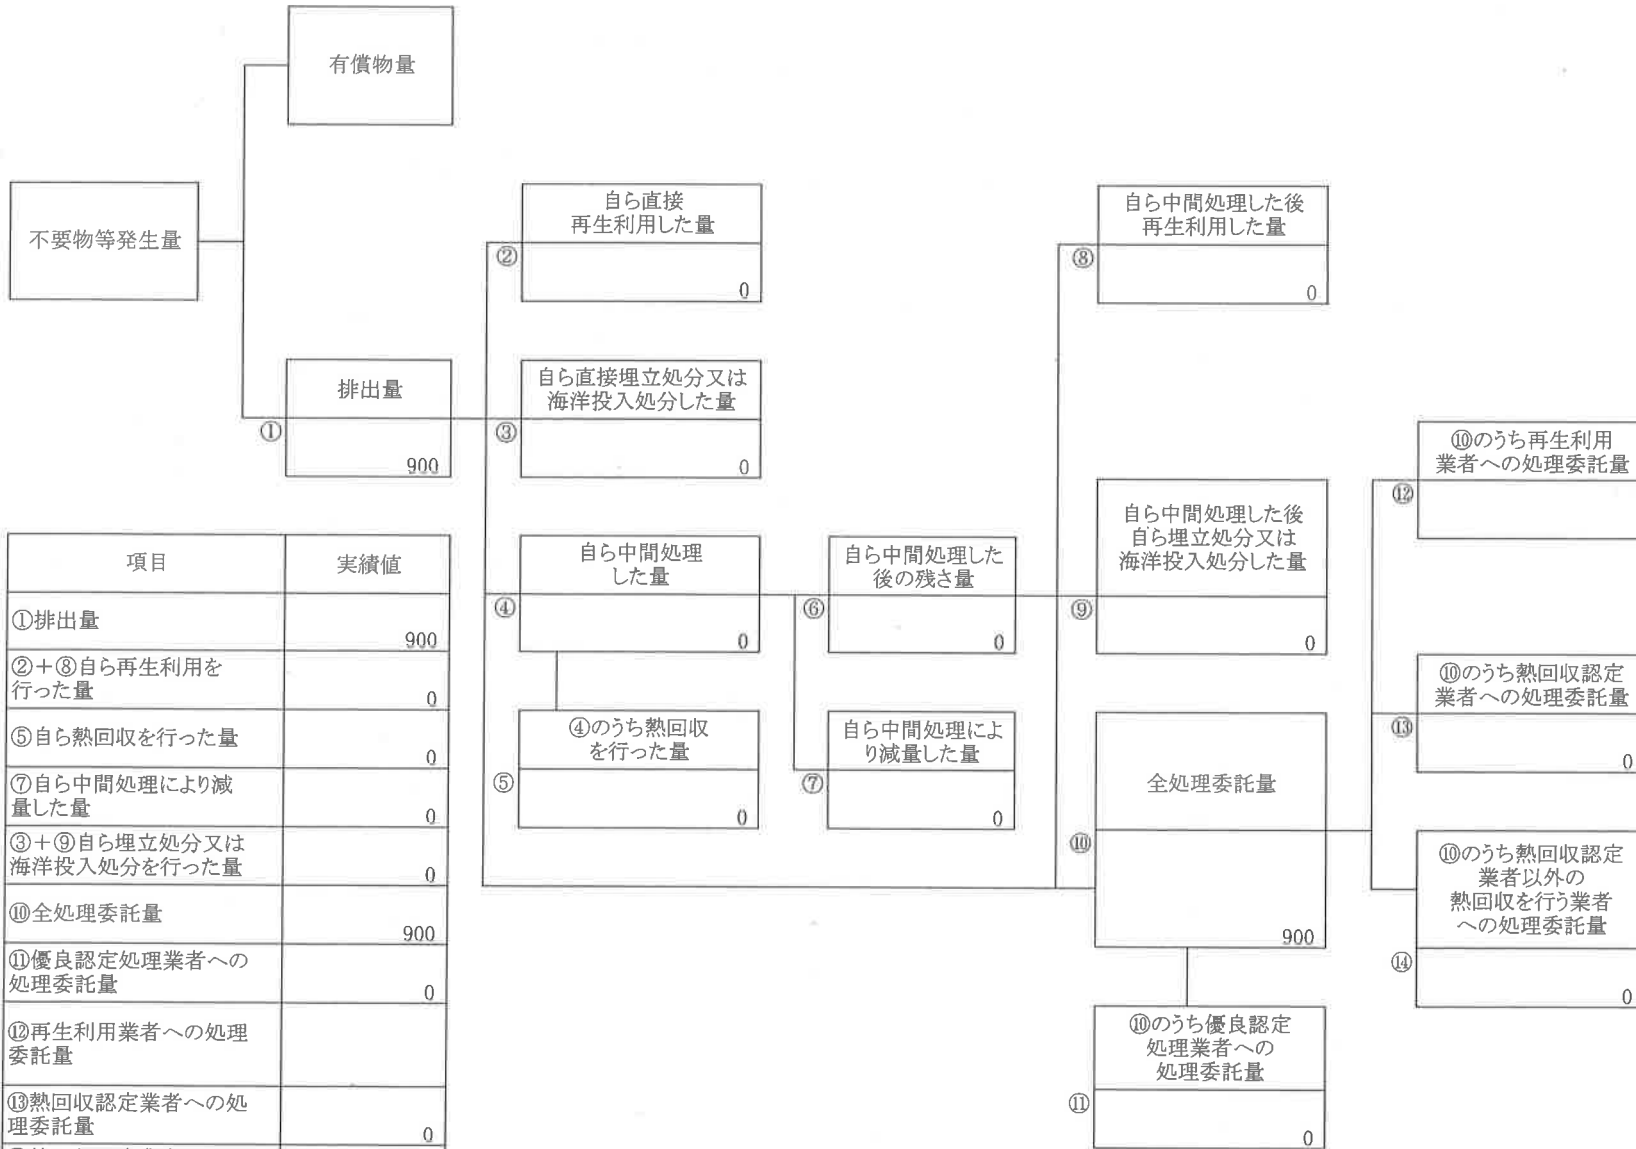 有償物量
不要物等発生量
自ら直接
再生利用した量
②
0
自ら中間処理した後
再生利用した量
⑧
0
排出量
①
900
自ら直接埋立処分又は
海洋投入処分した量
③
0
⑩のうち再生利用
業者への処理委託量
⑫
自ら中間処理
した量
④
0
自ら中間処理した
後の残さ量
⑥
0
自ら中間処理した後
自ら埋立処分又は
海洋投入処分した量
⑨
0
⑩のうち熱回収認定
業者への処理委託量
⑬
0
④のうち熱回収
を行った量
⑤
0
自ら中間処理によ
り減量した量
⑦
0
全処理委託量
⑩
900
⑩のうち熱回収認定
業者以外の
熱回収を行う業者
への処理委託量
⑭
0
⑩のうち優良認定
処理業者への
処理委託量
⑪
0
項目 実績値
①排出量
900
②+⑧自ら再生利用を
行った量
0
⑤自ら熱回収を行った量
0
⑦自ら中間処理により減
量した量
0
③+⑨自ら埋立処分又は
海洋投入処分を行った量
0
⑩全処理委託量
900
⑪優良認定処理業者への
処理委託量
0
⑫再生利用業者への処理
委託量
⑬熱回収認定業者への処
理委託量
0